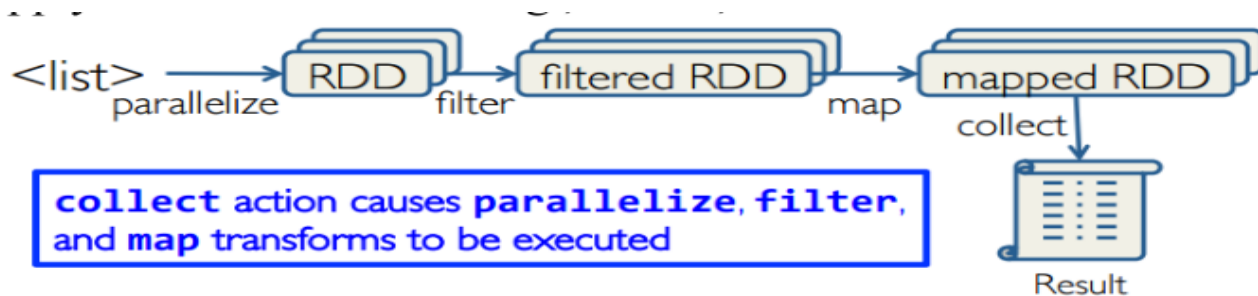 <list> RDD filtered RDD mapped RDD
parallelize filter map
collect
collect action causes parallelize, filter,
and map transforms to be executed
Result